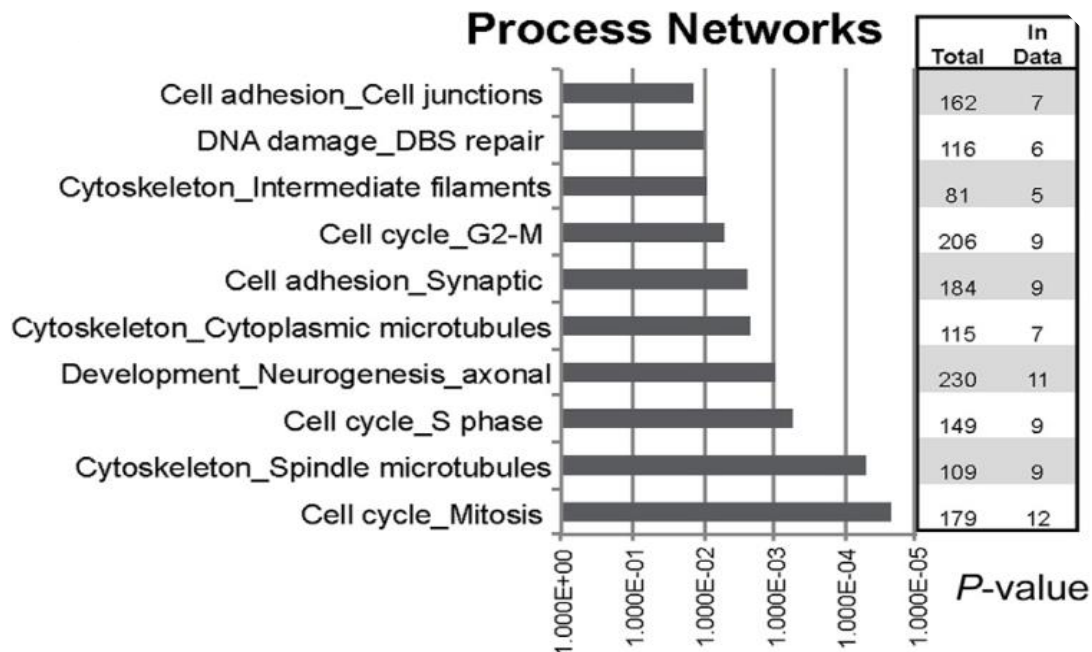 Process Networks
Total In Data
Cell adhesion_Cell junctions 162 7
DNA damage_DBS repair 116 6
Cytoskeleton_Intermediate filaments 81 5
Cell cycle_G2-M 206 9
Cell adhesion_Synaptic 184 9
Cytoskeleton_Cytoplasmic microtubules 115 7
Development_Neurogenesis_axonal 230 11
Cell cycle_S phase 149 9
Cytoskeleton_Spindle microtubules 109 9
Cell cycle_Mitosis 179 12
1.000E+00 1.000E-01 1.000E-02 1.000E-03 1.000E-04 1.000E-05
P-value